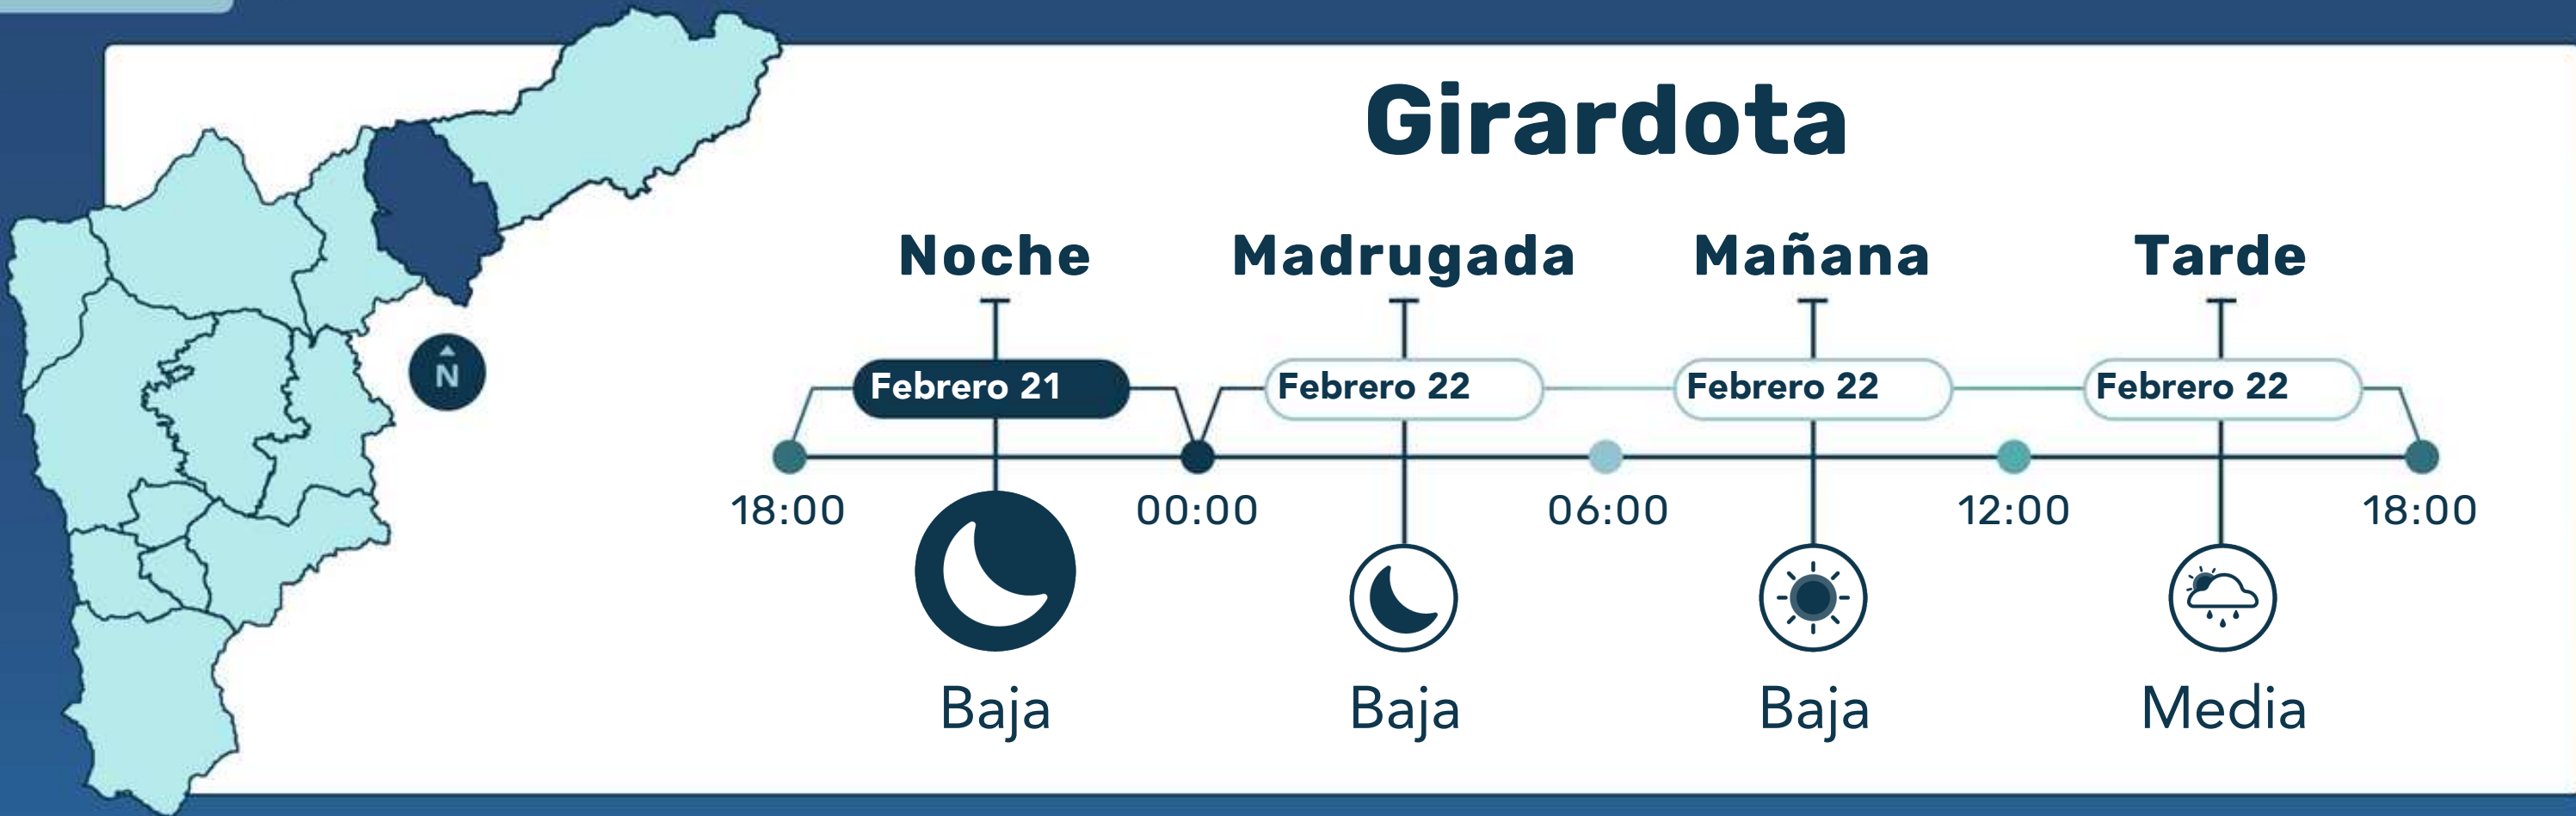 Girardota
Noche Madrugada Mañana Tarde
Febrero 21 Febrero 22 Febrero 22 Febrero 22
N
18:00 00:00 06:00 12:00 18:00
Baja Baja Baja Media